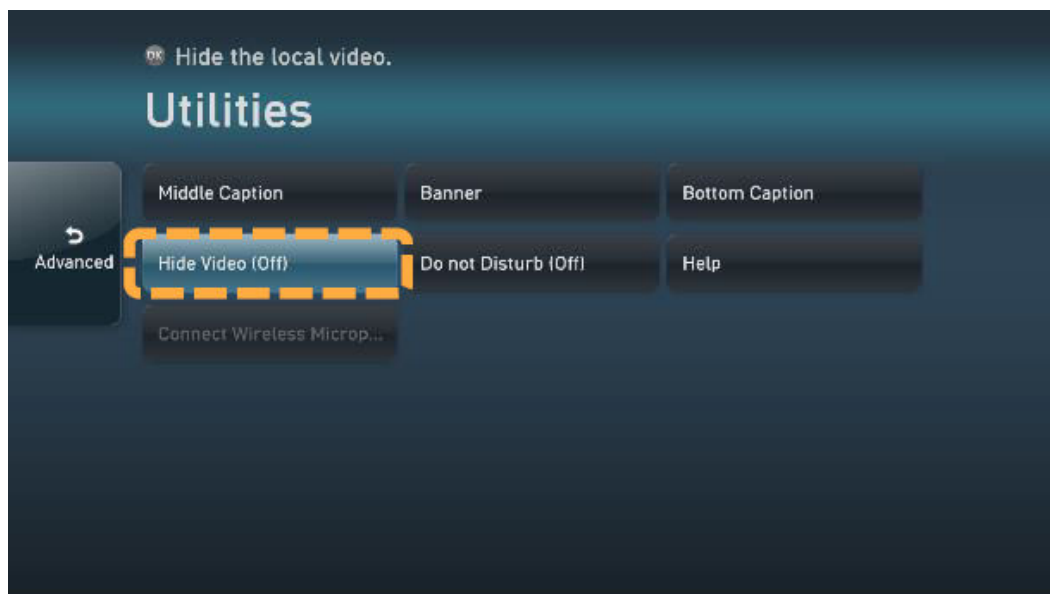 OK Hide the local video.
Utilities
Middle Caption Banner Bottom Caption
Advanced
Hide Video (Off) Do not Disturb (Off) Help
Connect Wireless Microp...